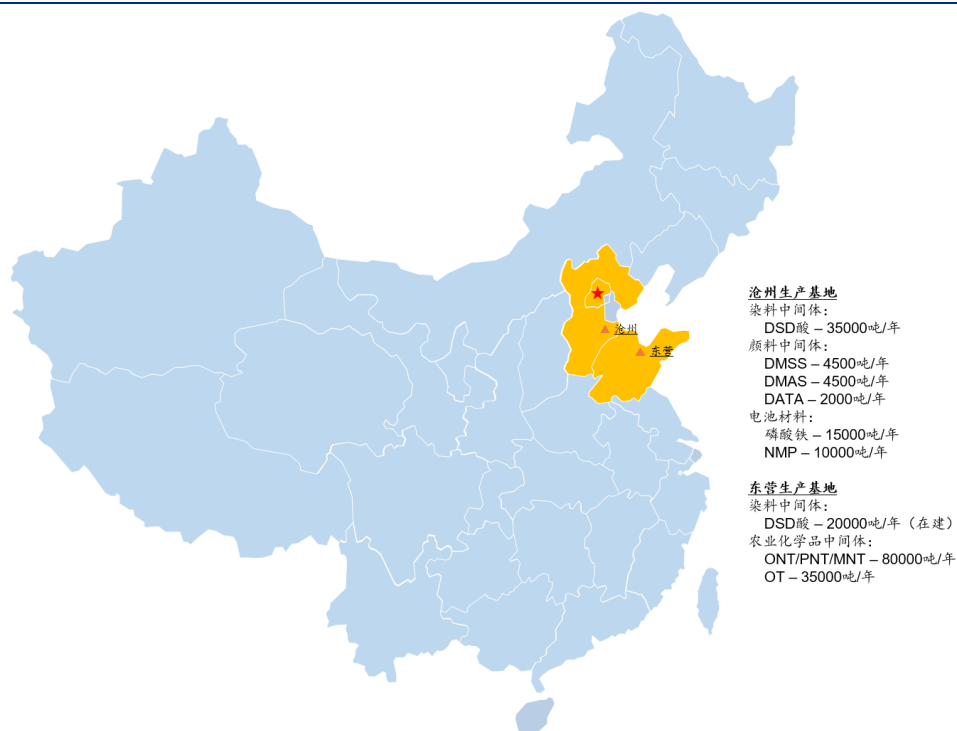 沧州
东营
沧州生产基地
染料中间体：
DSD酸 – 35000吨/年
颜料中间体：
DMSS – 4500吨/年
DMAS – 4500吨/年
DATA – 2000吨/年
电池材料：
磷酸铁 – 15000吨/年
NMP – 10000吨/年
东营生产基地
染料中间体：
DSD酸 – 20000吨/年（在建）
农业化学品中间体：
ONT/PNT/MNT – 80000吨/年
OT – 35000吨/年